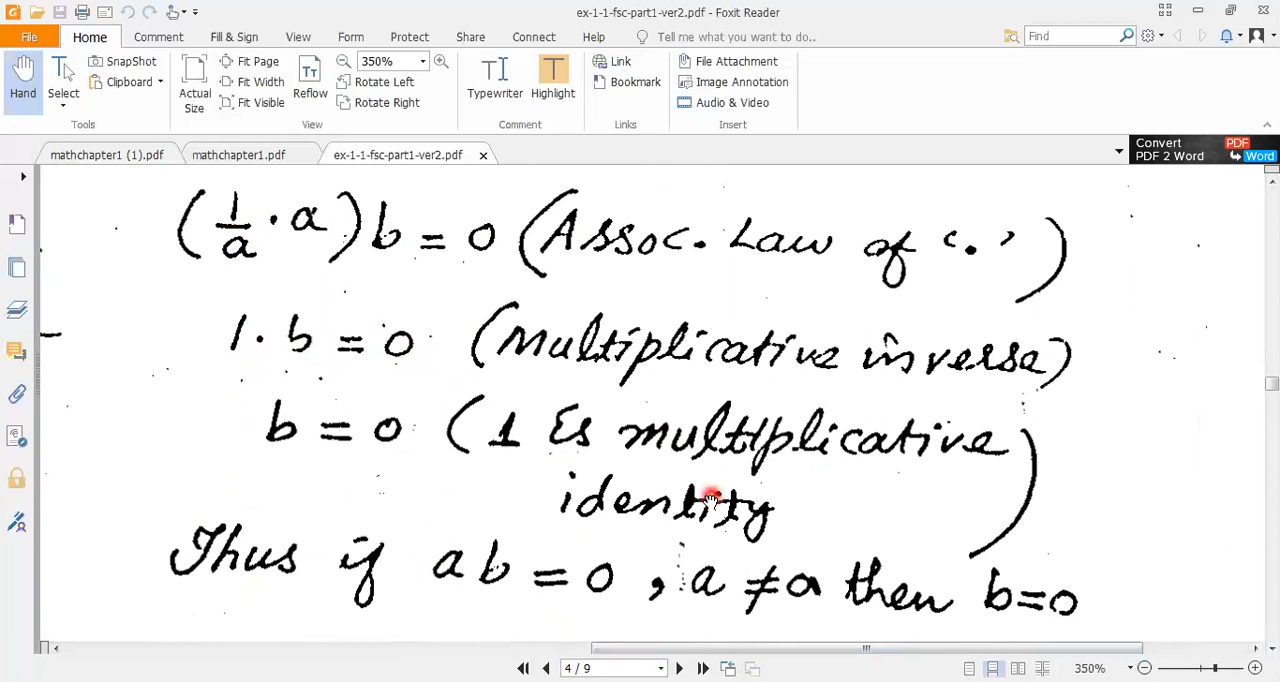 ex-1-1-fsc-part1-ver2.pdf - Foxit Reader
File Home Comment Fill & Sign View Form Protect Share Connect Help Tell me what you want to do.. Find
Hand
Select
SnapShot
Clipboard
Tools
Actual Size
Fit Page
Fit Width
Fit Visible
Reflow
350%
Rotate Left
Rotate Right
View
Typewriter
Highlight
Comment
Link
Bookmark
Links
File Attachment
Image Annotation
Audio & Video
Insert
mathchapter1 (1).pdf mathchapter1.pdf ex-1-1-fsc-part1-ver2.pdf
Convert PDF
PDF 2 Word Word
(1/a · a) b = 0 (Assoc. Law of '.')
1 . b = 0 (Multiplicative inverse)
b = 0 (1 is multiplicative
identity)
Thus if ab = 0 , a ≠ a then b=0
4 / 9 350%